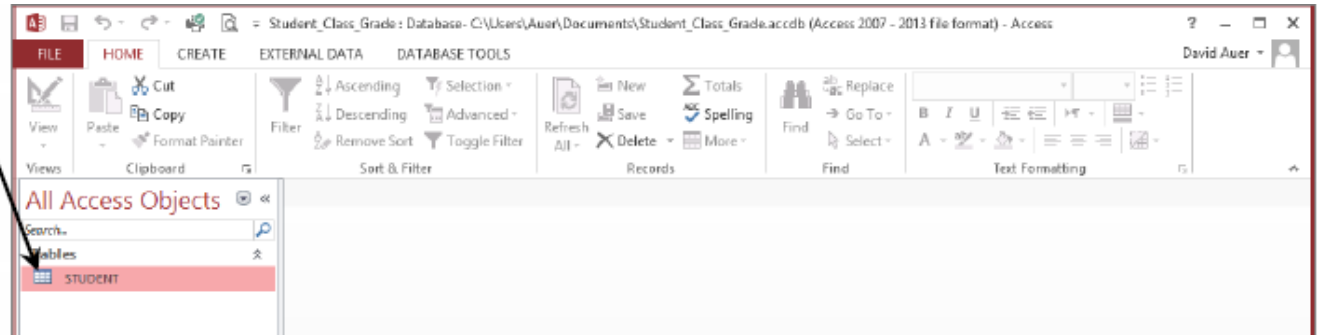 Student_Class_Grade : Database- C:\Users\Auer\Documents\Student_Class_Grade.accdb (Access 2007 - 2013 file format) - Access ?
FILE HOME CREATE EXTERNAL DATA DATABASE TOOLS David Auer
View
Paste
Cut
Copy
Format Painter
Filter
Ascending
Descending
Remove Sort
Selection
Advanced
Toggle Filter
Refresh All
New
Save
Delete
Totals
Spelling
More
Find
Replace
Go To
Select
B I U
A
Views Clipboard Sort & Filter Records Find Text Formatting
All Access Objects
Search..
Tables
STUDENT